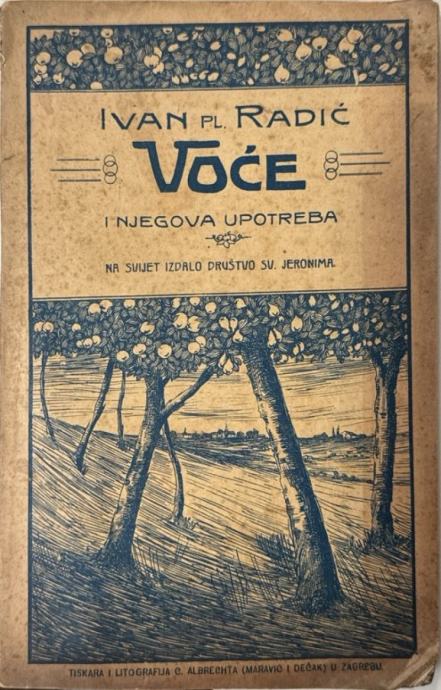 IVAN PL. RADIĆ
VOĆE
I NJEGOVA UPOTREBA
NA SVIJET IZDALO DRUŠTVO SV. JERONIMA.
TISKARA I LITOGRAFIJA C. ALBRECHTA (MARAVIĆ I DEČAK) U ZAGREBU.